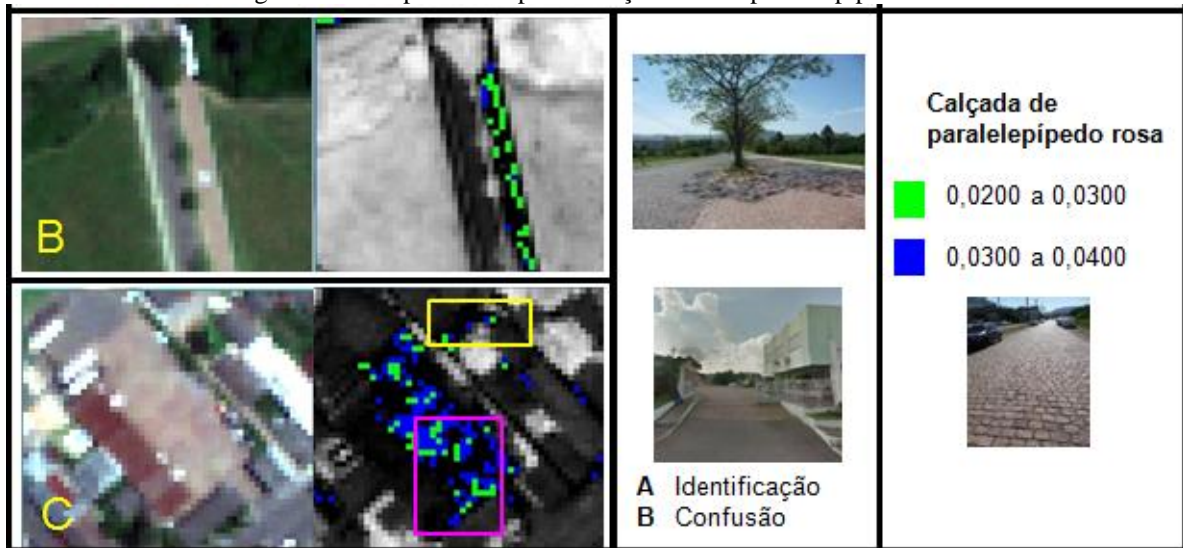 B
C
A Identificação
B Confusão
Calçada de
paralelepípedo rosa
0,0200 a 0,0300
0,0300 a 0,0400